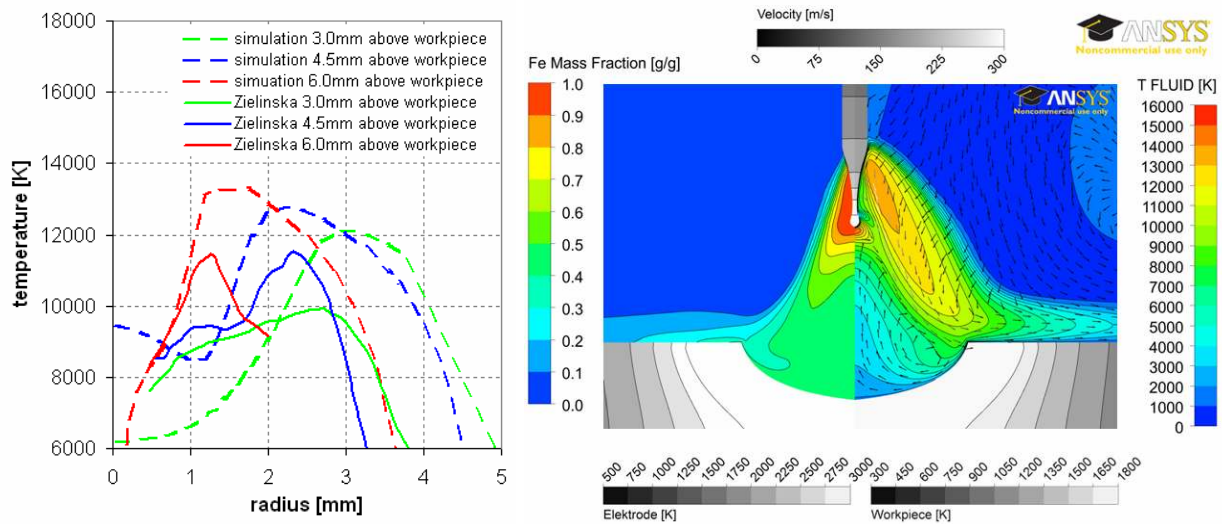 18000
16000
14000
12000
10000
8000
6000
temperature [K]
simulation 3.0mm above workpiece
simulation 4.5mm above workpiece
simuation 6.0mm above workpiece
Zielinska 3.0mm above workpiece
Zielinska 4.5mm above workpiece
Zielinska 6.0mm above workpiece
0 1 2 3 4 5
radius [mm]
Velocity [m/s]
0 75 150 225 300
ANSYS
Noncommercial use only
Fe Mass Fraction [g/g]
1.0
0.9
0.8
0.7
0.6
0.5
0.4
0.3
0.2
0.1
0.0
ANSYS
Noncommercial use only
T FLUID [K]
16000
15000
14000
13000
12000
11000
10000
9000
8000
7000
6000
5000
4000
3000
2000
1000
0
500 750 1000 1250 1500 1750 2000 2250 2500 2750 3000
Elektrode [K]
300 450 600 750 900 1050 1200 1350 1500 1650 1800
Workpiece [K]